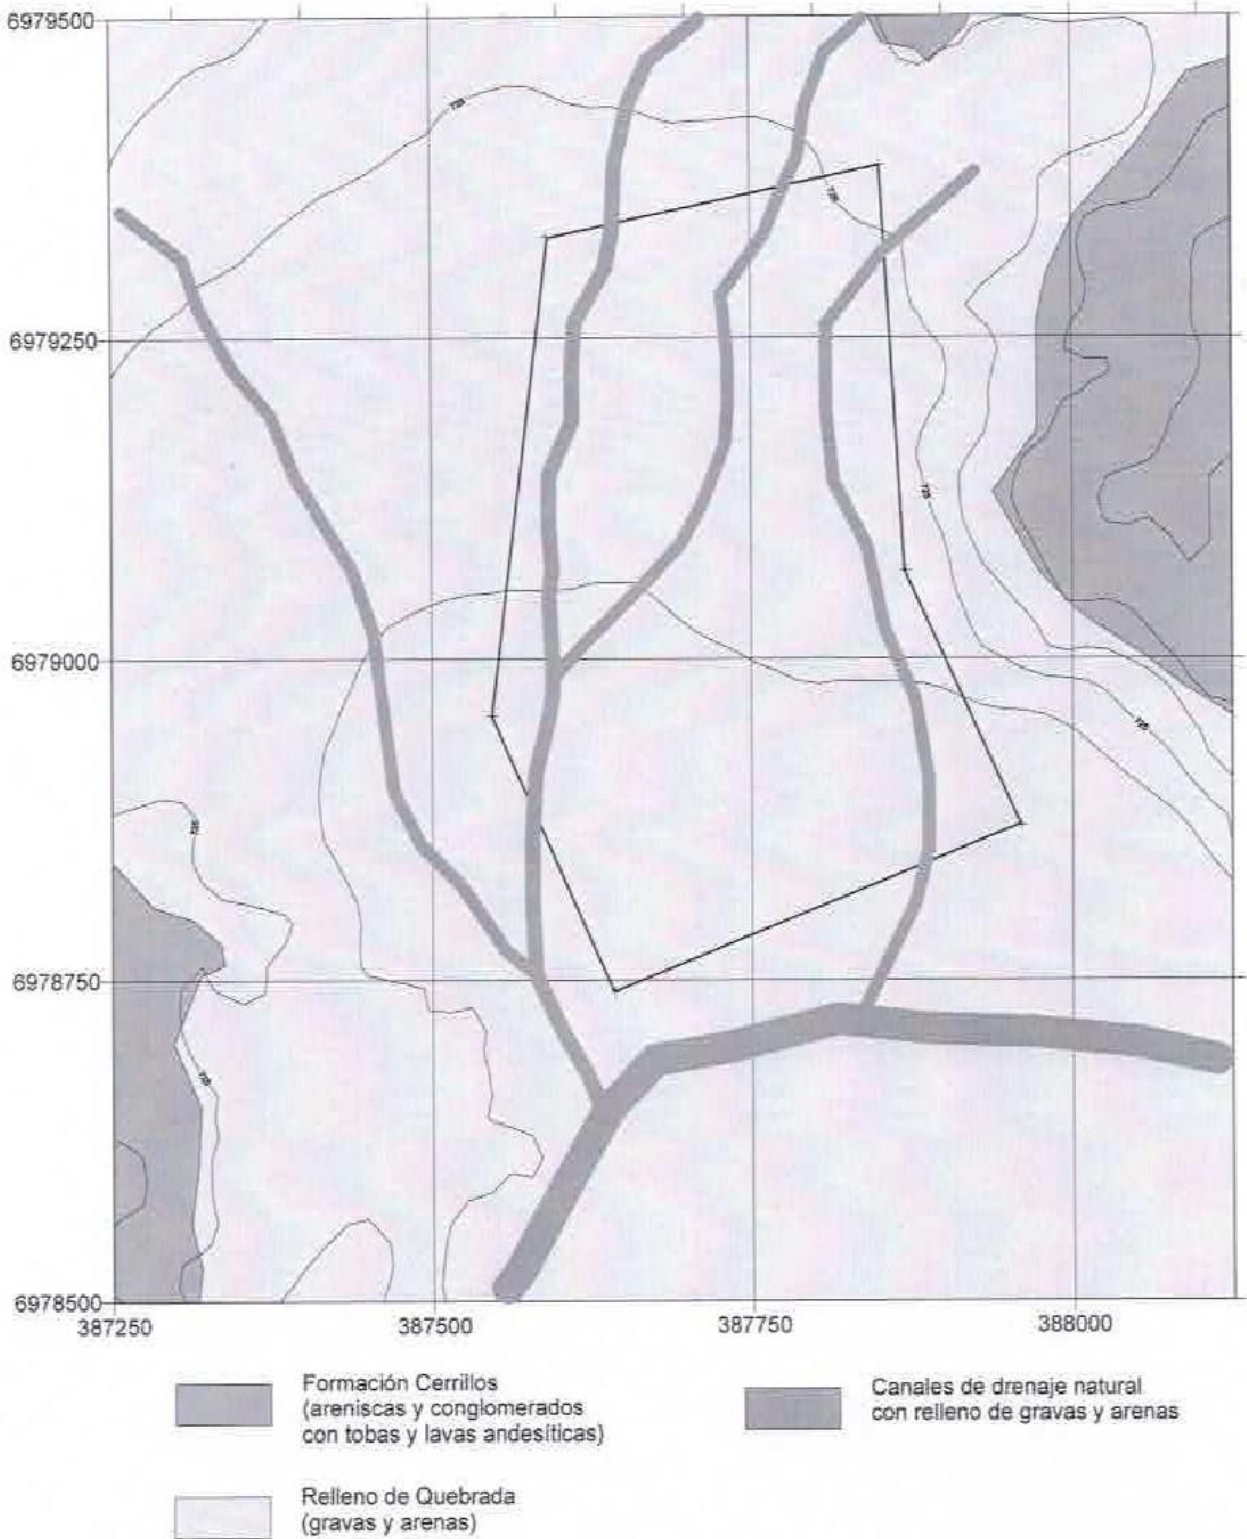 6979500
6979250
6979000
6978750
6978500
387250
387500
387750
388000
Formación Cerrillos
(areniscas y conglomerados
con tobas y lavas andesíticas)
Canales de drenaje natural
con relleno de gravas y arenas
Relleno de Quebrada
(gravas y arenas)